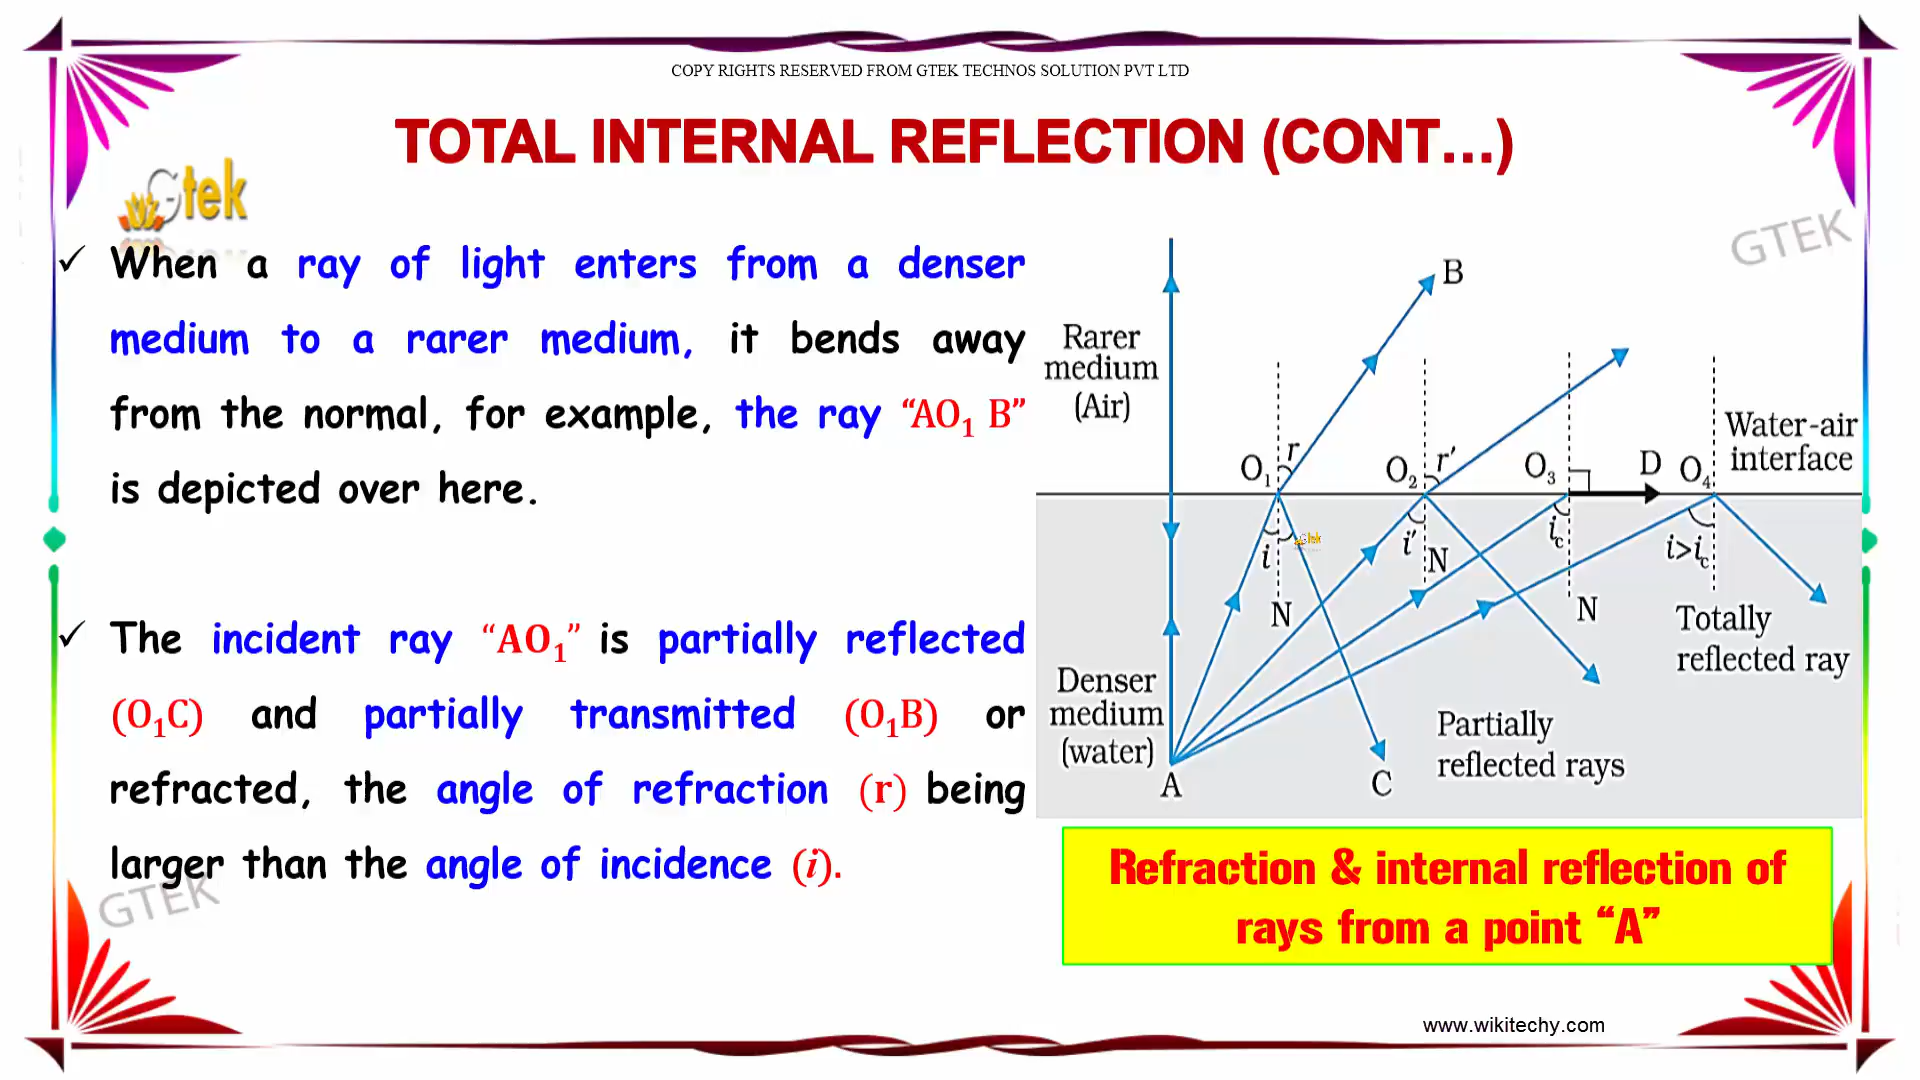 COPY RIGHTS RESERVED FROM GTEK TECHNOS SOLUTION PVT LTD
TOTAL INTERNAL REFLECTION (CONT...)
Gtek
GTEK
✓ When a ray of light enters from a denser
medium to a rarer medium, it bends away
from the normal, for example, the ray “AO₁ B”
is depicted over here.
✓ The incident ray “AO₁” is partially reflected
(O₁C) and partially transmitted (O₁B) or
refracted, the angle of refraction (r) being
larger than the angle of incidence (i).
GTEK
B
Rarer
medium
(Air)
Water-air
interface
O₁ r
O₂ r′
O₃
D
O₄
i
Gtek
i′
i_c
i>i_c
N
N
N
Totally
reflected ray
Denser
medium
(water)
Partially
reflected rays
A
C
Refraction & internal reflection of
rays from a point “A”
www.wikitechy.com